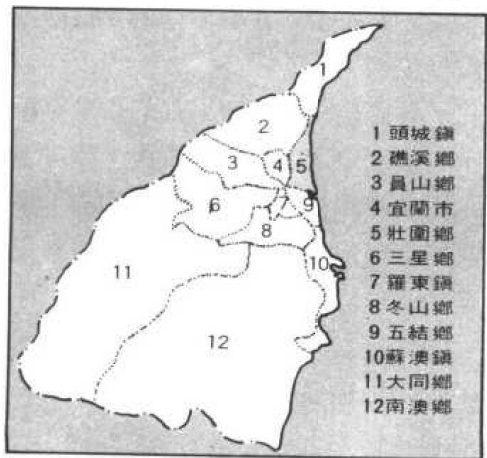 1
2
3
4
5
6
7
9
8
10
11
12
1 頭城鎮
2 礁溪鄉
3 員山鄉
4 宜蘭市
5 壯圍鄉
6 三星鄉
7 羅東鎮
8 冬山鄉
9 五結鄉
10 蘇澳鎮
11 大同鄉
12 南澳鄉